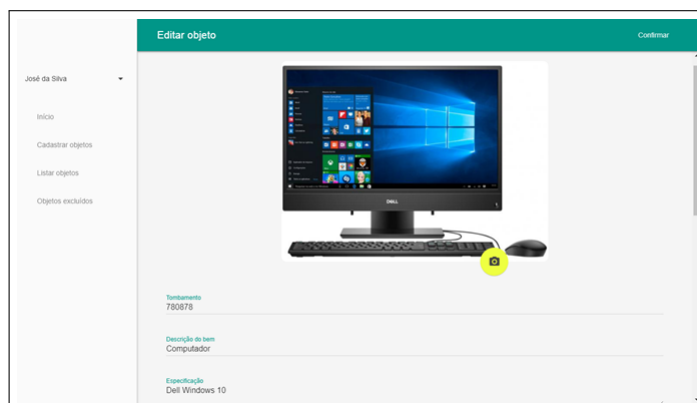 Editar objeto
Confirmar
José da Silva
Início
Cadastrar objetos
Listar objetos
Objetos excluídos
DELL
Tombamento
780878
Descrição do bem
Computador
Especificação
Dell Windows 10